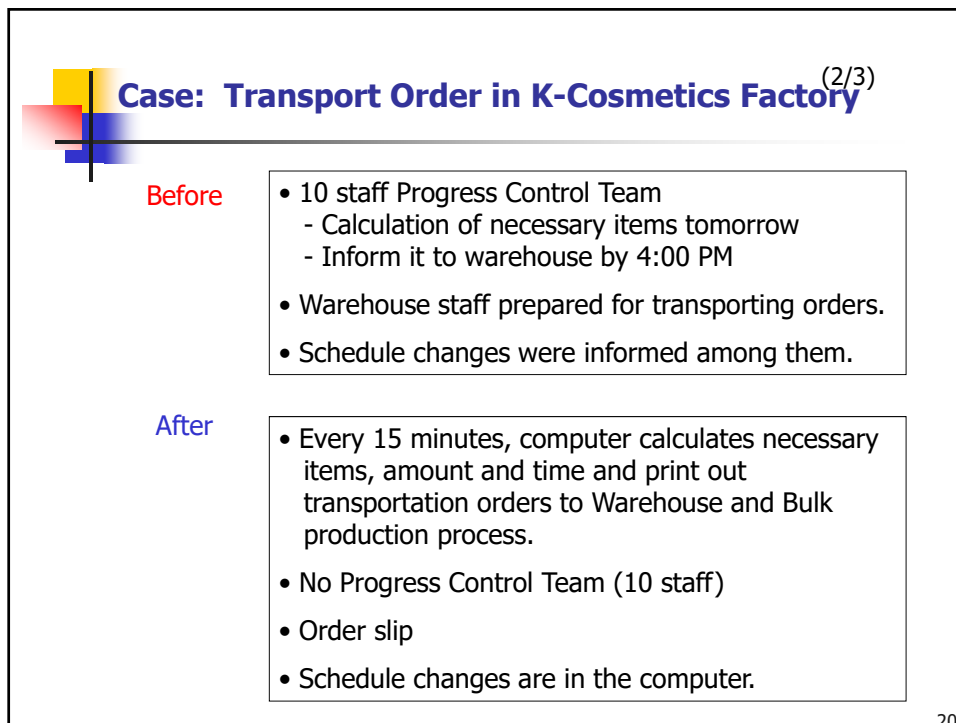 (2/3)
Case: Transport Order in K-Cosmetics Factory
Before
• 10 staff Progress Control Team
- Calculation of necessary items tomorrow
- Inform it to warehouse by 4:00 PM
• Warehouse staff prepared for transporting orders.
• Schedule changes were informed among them.
After
• Every 15 minutes, computer calculates necessary
items, amount and time and print out
transportation orders to Warehouse and Bulk
production process.
• No Progress Control Team (10 staff)
• Order slip
• Schedule changes are in the computer.
20